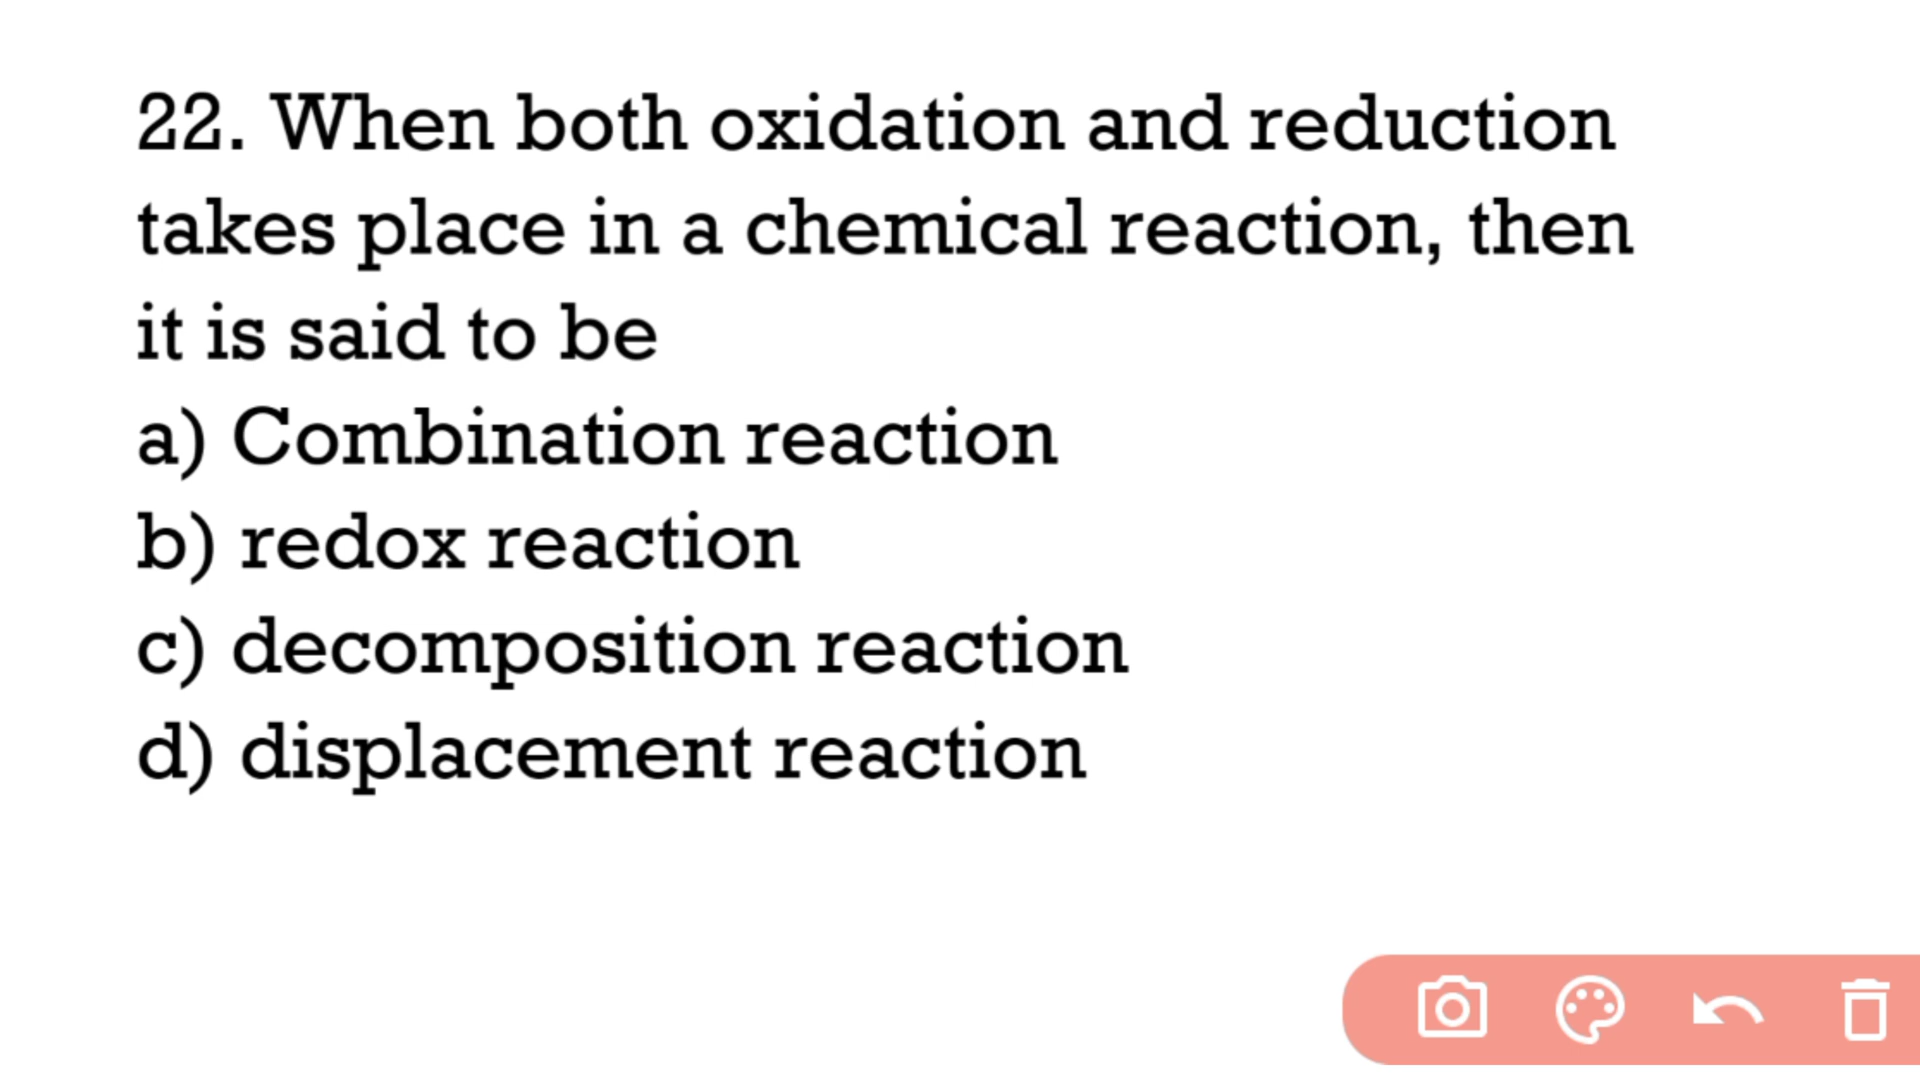 22. When both oxidation and reduction
takes place in a chemical reaction, then
it is said to be
a) Combination reaction
b) redox reaction
c) decomposition reaction
d) displacement reaction